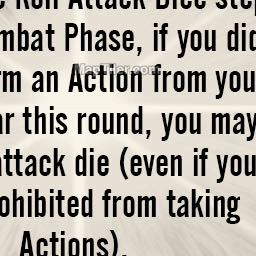 Roll Attack Dice step
mbat Phase, if you did
rm an Action from you
ar this round, you may
attack die (even if you
ohibited from taking
Actions).